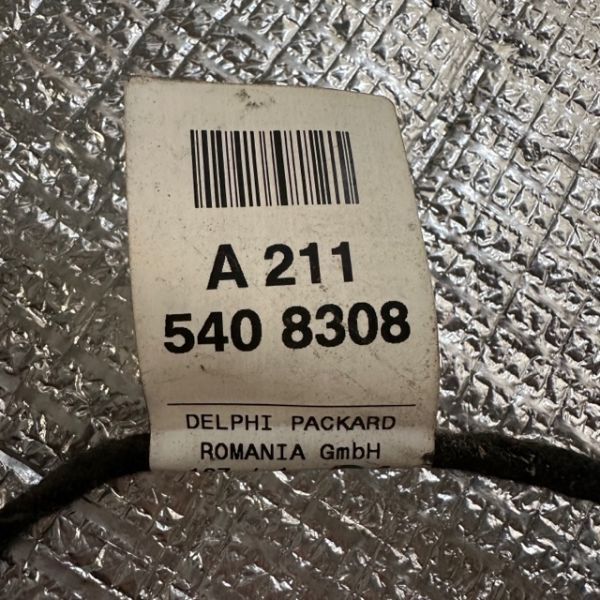 A 211
540 8308
DELPHI PACKARD
ROMANIA GmbH